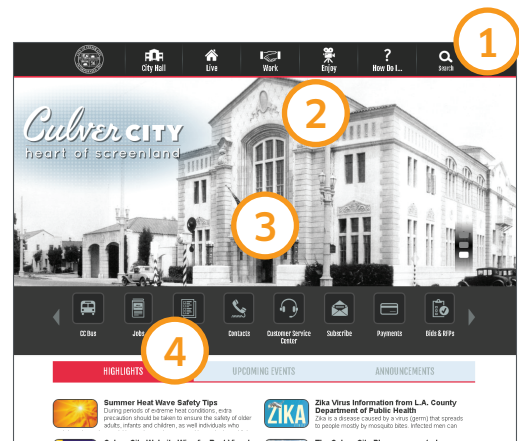 1
City Hall
Live
Work
Enjoy
How Do I...
Search
2
Culver CITY
heart of screenland
3
CC Bus
Jobs
Contacts
Customer Service
Center
Subscribe
Payments
Bids & RFPs
4
HIGHLIGHTS
UPCOMING EVENTS
ANNOUNCEMENTS
Summer Heat Wave Safety Tips
During periods of extreme heat conditions, extra
precaution should be taken to ensure the safety of older
adults, infants and children, as well individuals who
ZIKA
Zika Virus Information from L.A. County
Department of Public Health
Zika is a disease caused by a virus (germ) that spreads
to people mostly by mosquito bites. Infected men can